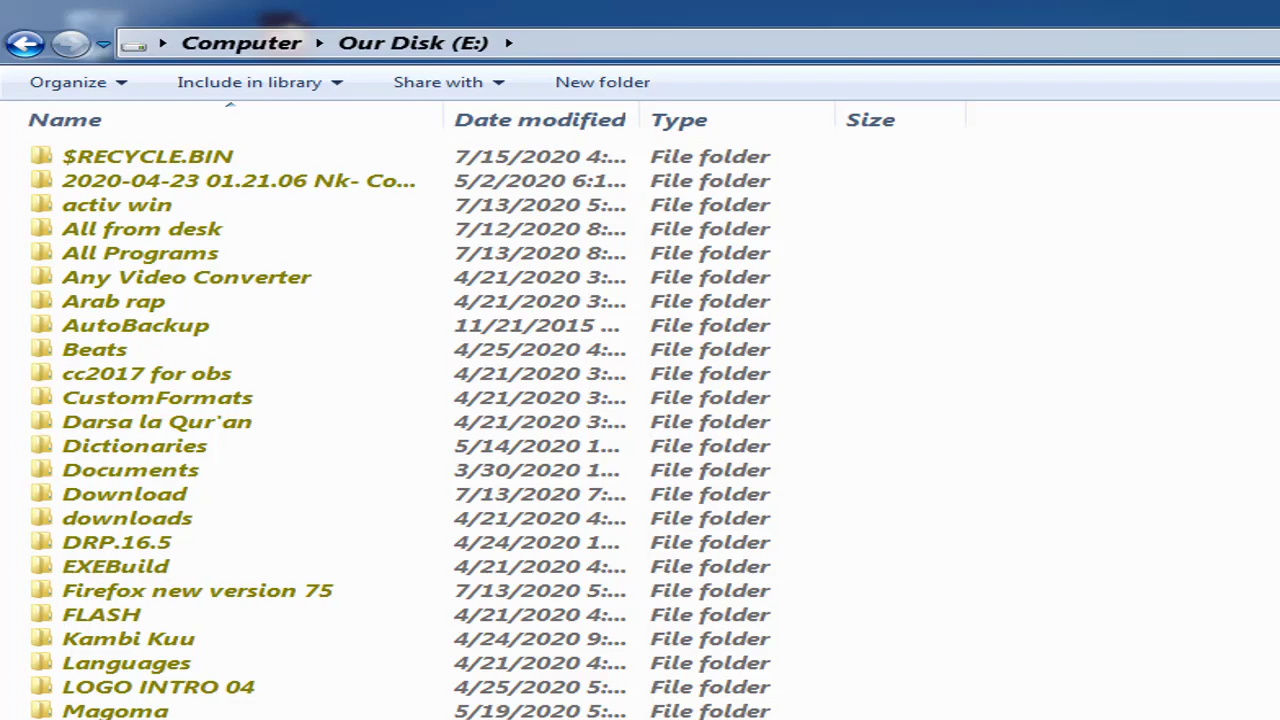 Computer Our Disk (E:)
Organize Include in library Share with New folder
Name Date modified Type Size
$RECYCLE.BIN 7/15/2020 4:... File folder
2020-04-23 01.21.06 Nk- Co... 5/2/2020 6:1... File folder
activ win 7/13/2020 5:... File folder
All from desk 7/12/2020 8:... File folder
All Programs 7/13/2020 8:... File folder
Any Video Converter 4/21/2020 3:... File folder
Arab rap 4/21/2020 3:... File folder
AutoBackup 11/21/2015 ... File folder
Beats 4/25/2020 4:... File folder
cc2017 for obs 4/21/2020 3:... File folder
CustomFormats 4/21/2020 3:... File folder
Darsa la Qur`an 4/21/2020 3:... File folder
Dictionaries 5/14/2020 1... File folder
Documents 3/30/2020 1... File folder
Download 7/13/2020 7:... File folder
downloads 4/21/2020 4:... File folder
DRP.16.5 4/24/2020 1... File folder
EXEBuild 4/21/2020 4:... File folder
Firefox new version 75 7/13/2020 5:... File folder
FLASH 4/21/2020 4:... File folder
Kambi Kuu 4/24/2020 9:... File folder
Languages 4/21/2020 4:... File folder
LOGO INTRO 04 4/25/2020 5:... File folder
Magoma 5/19/2020 5:... File folder